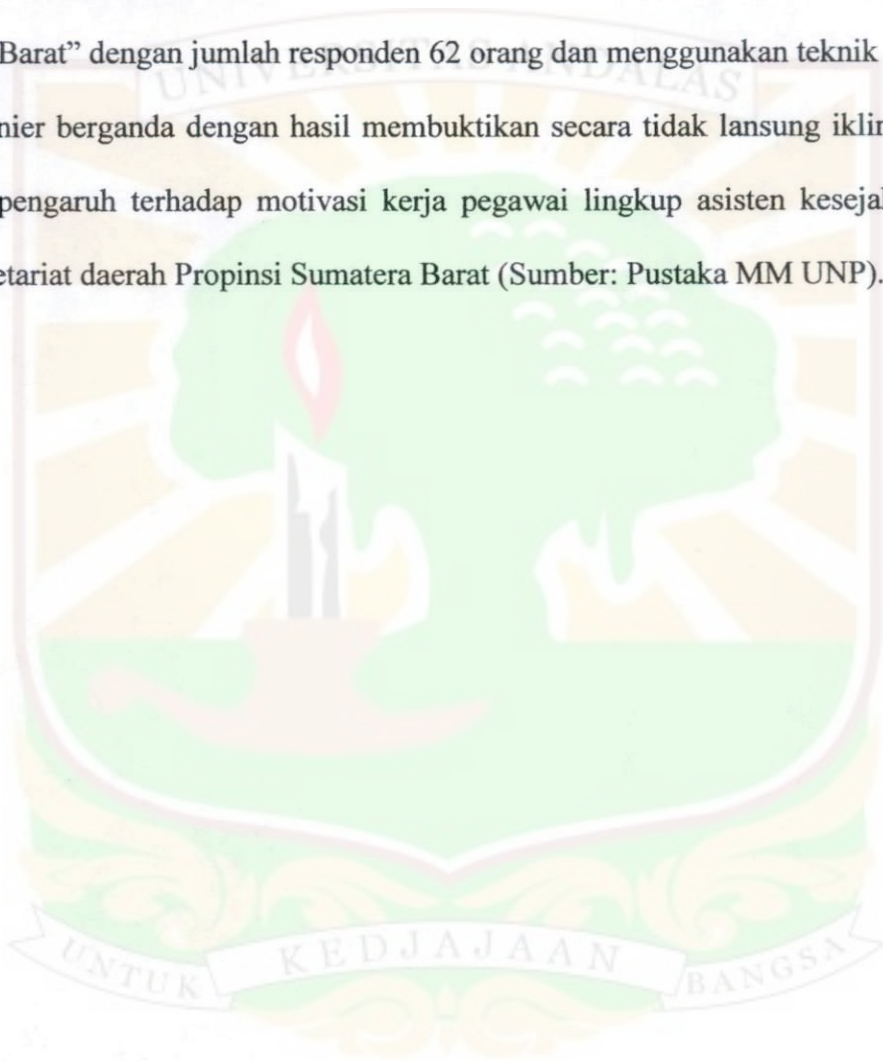 Barat” dengan jumlah responden 62 orang dan menggunakan teknik
nier berganda dengan hasil membuktikan secara tidak lansung iklim
pengaruh terhadap motivasi kerja pegawai lingkup asisten kesejah
etariat daerah Propinsi Sumatera Barat (Sumber: Pustaka MM UNP).
UNIVERSITAS ANDALAS
UNTUK KEDJAJAAN BANGSA